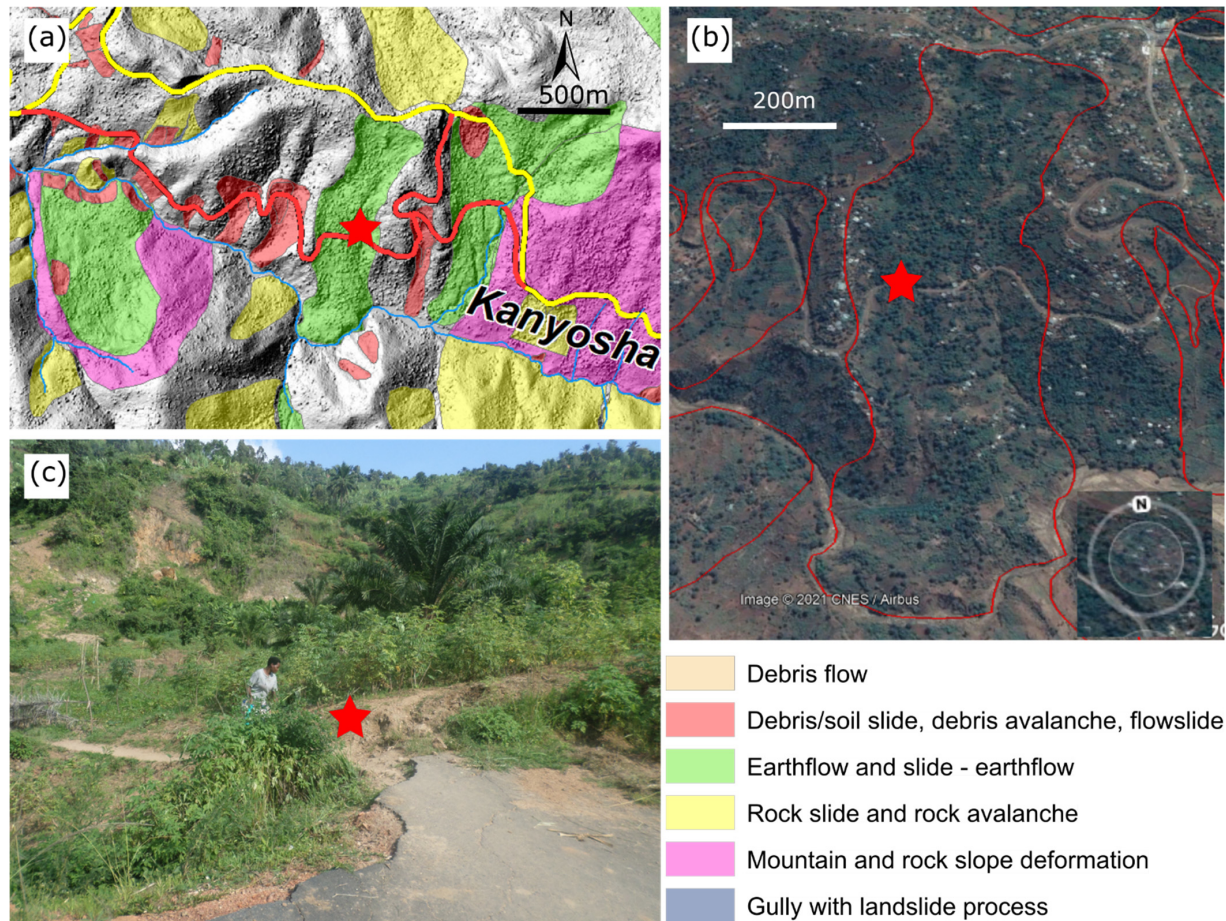 (a)
N
500m
Kanyosha
(b)
200m
Image © 2021 CNES / Airbus
N
(c)
Debris flow
Debris/soil slide, debris avalanche, flowslide
Earthflow and slide - earthflow
Rock slide and rock avalanche
Mountain and rock slope deformation
Gully with landslide process